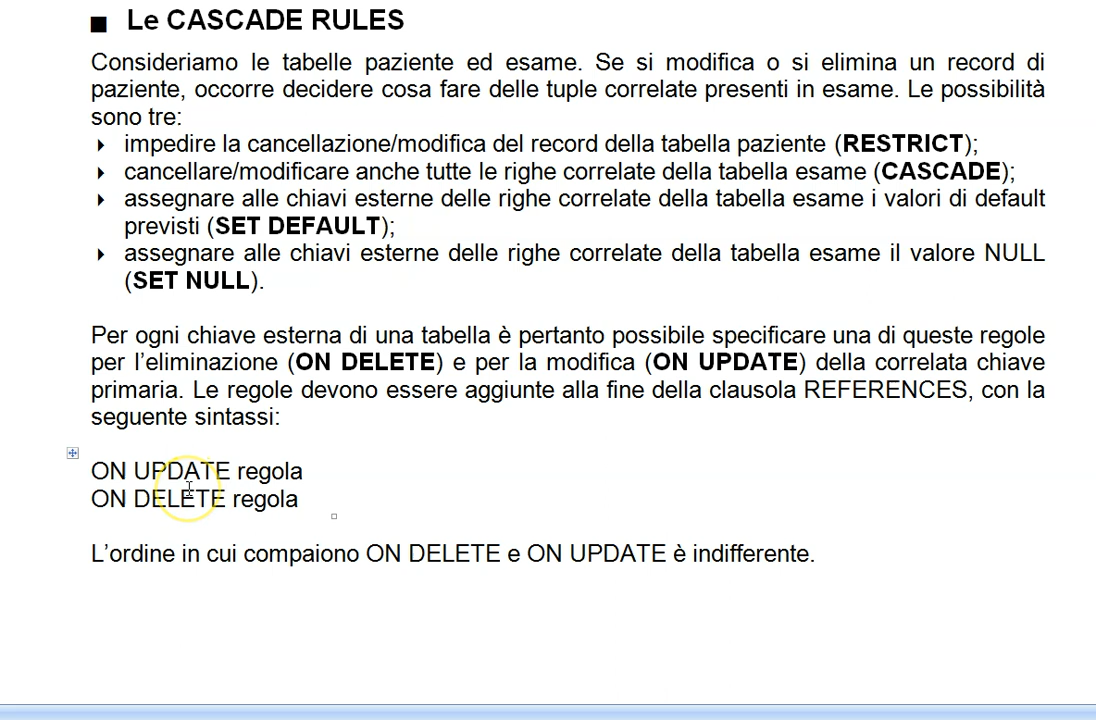 ■ Le CASCADE RULES
Consideriamo le tabelle paziente ed esame. Se si modifica o si elimina un record di
paziente, occorre decidere cosa fare delle tuple correlate presenti in esame. Le possibilità
sono tre:
impedire la cancellazione/modifica del record della tabella paziente (RESTRICT);
cancellare/modificare anche tutte le righe correlate della tabella esame (CASCADE);
assegnare alle chiavi esterne delle righe correlate della tabella esame i valori di default
previsti (SET DEFAULT);
assegnare alle chiavi esterne delle righe correlate della tabella esame il valore NULL
(SET NULL).
Per ogni chiave esterna di una tabella è pertanto possibile specificare una di queste regole
per l’eliminazione (ON DELETE) e per la modifica (ON UPDATE) della correlata chiave
primaria. Le regole devono essere aggiunte alla fine della clausola REFERENCES, con la
seguente sintassi:
ON UPDATE regola
ON DELETE regola
L’ordine in cui compaiono ON DELETE e ON UPDATE è indifferente.